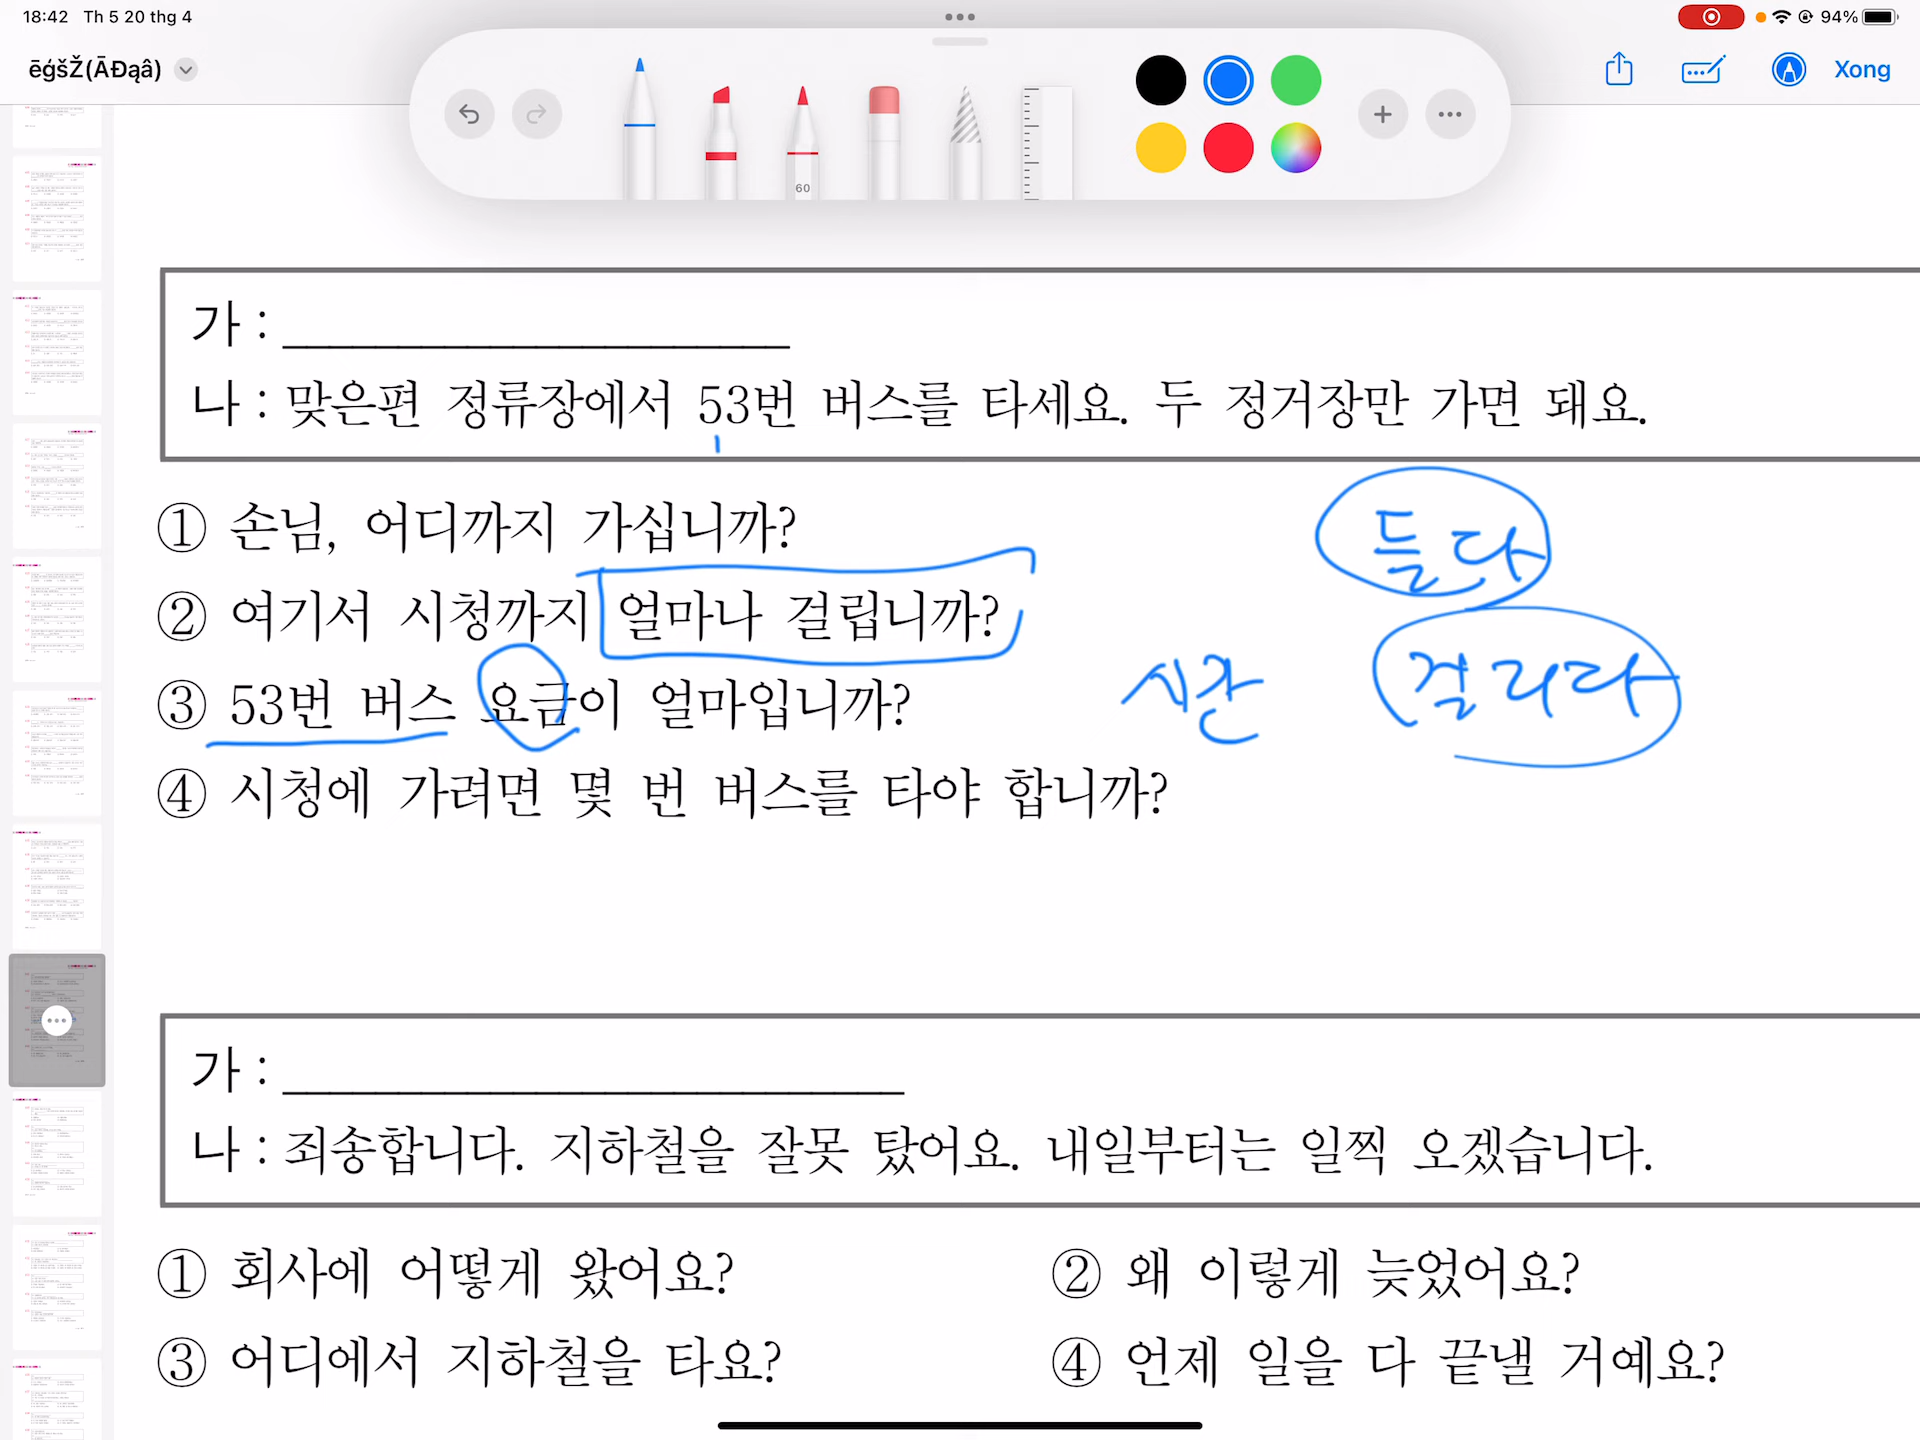 18:42 Th 5 20 thg 4
94%
ēģšŽ(ĀĐąâ)
60
Xong
가 : ______________________
나 : 맞은편 정류장에서 53번 버스를 타세요. 두 정거장만 가면 돼요.
① 손님, 어디까지 가십니까?
② 여기서 시청까지 얼마나 걸립니까?
③ 53번 버스 요금이 얼마입니까?
④ 시청에 가려면 몇 번 버스를 타야 합니까?
들다
시간 걸리다
가 : ___________________________
나 : 죄송합니다. 지하철을 잘못 탔어요. 내일부터는 일찍 오겠습니다.
① 회사에 어떻게 왔어요?
② 왜 이렇게 늦었어요?
③ 어디에서 지하철을 타요?
④ 언제 일을 다 끝낼 거예요?